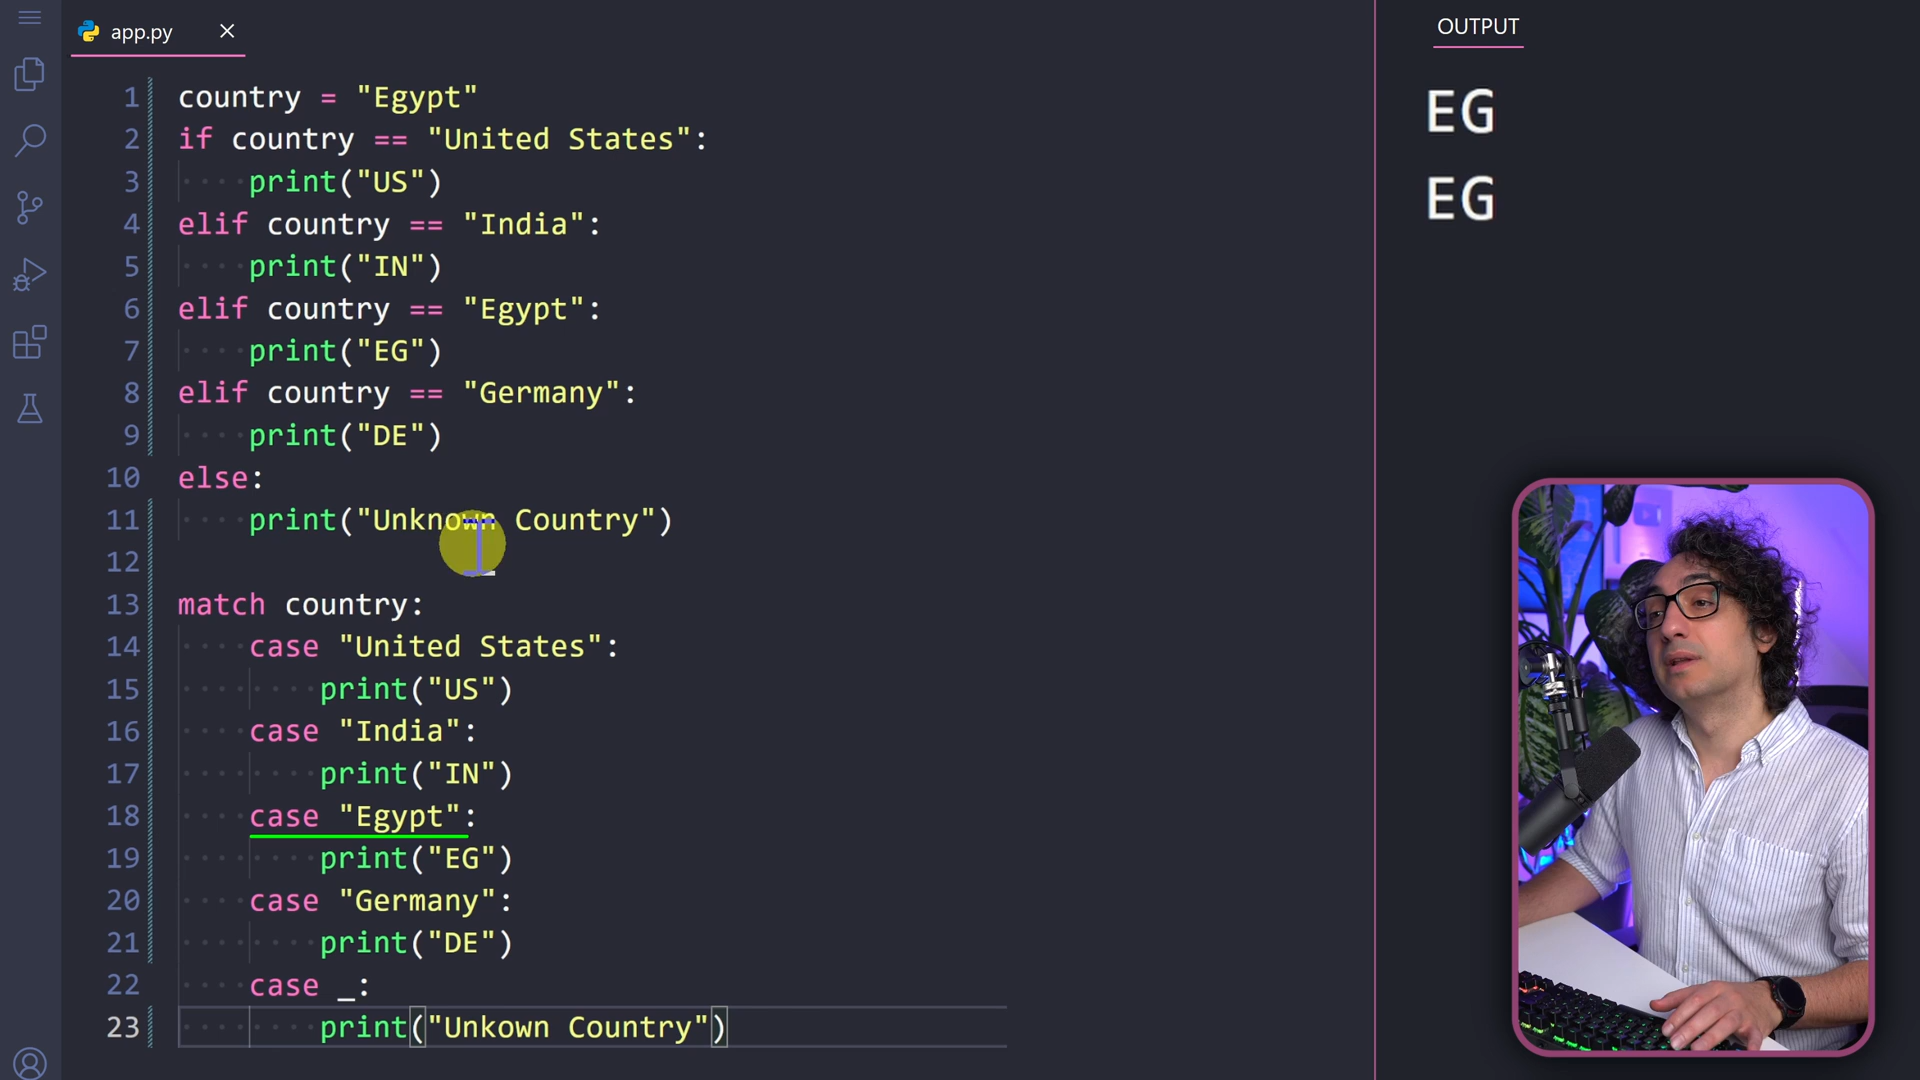 app.py
OUTPUT
EG
EG
1 country = "Egypt"
2 if country == "United States":
3 print("US")
4 elif country == "India":
5 print("IN")
6 elif country == "Egypt":
7 print("EG")
8 elif country == "Germany":
9 print("DE")
10 else:
11 print("Unknown Country")
12
13 match country:
14 case "United States":
15 print("US")
16 case "India":
17 print("IN")
18 case "Egypt":
19 print("EG")
20 case "Germany":
21 print("DE")
22 case _:
23 print("Unkown Country")